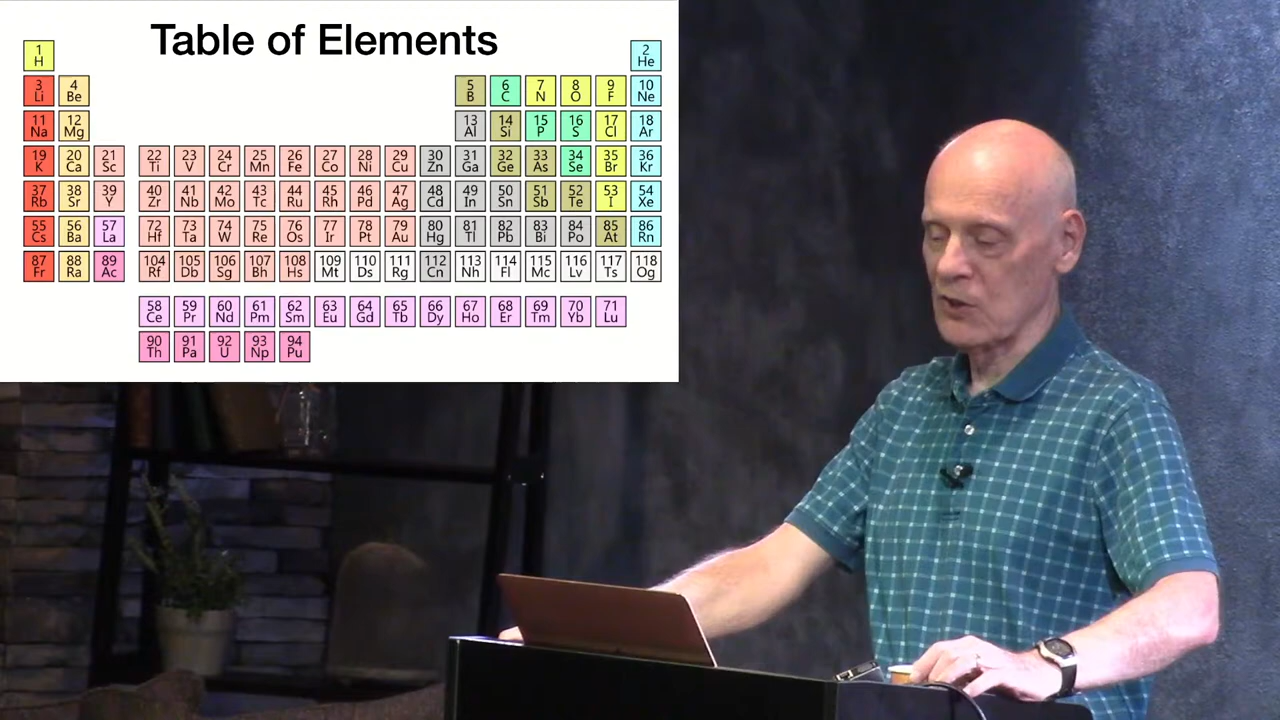 Table of Elements
1 2
H He
3 4 5 6 7 8 9 10
Li Be B C N O F Ne
11 12 13 14 15 16 17 18
Na Mg Al Si P S Cl Ar
19 20 21 22 23 24 25 26 27 28 29 30 31 32 33 34 35 36
K Ca Sc Ti V Cr Mn Fe Co Ni Cu Zn Ga Ge As Se Br Kr
37 38 39 40 41 42 43 44 45 46 47 48 49 50 51 52 53 54
Rb Sr Y Zr Nb Mo Tc Ru Rh Pd Ag Cd In Sn Sb Te I Xe
55 56 57 72 73 74 75 76 77 78 79 80 81 82 83 84 85 86
Cs Ba La Hf Ta W Re Os Ir Pt Au Hg Tl Pb Bi Po At Rn
87 88 89 104 105 106 107 108 109 110 111 112 113 114 115 116 117 118
Fr Ra Ac Rf Db Sg Bh Hs Mt Ds Rg Cn Nh Fl Mc Lv Ts Og
58 59 60 61 62 63 64 65 66 67 68 69 70 71
Ce Pr Nd Pm Sm Eu Gd Tb Dy Ho Er Tm Yb Lu
90 91 92 93 94
Th Pa U Np Pu